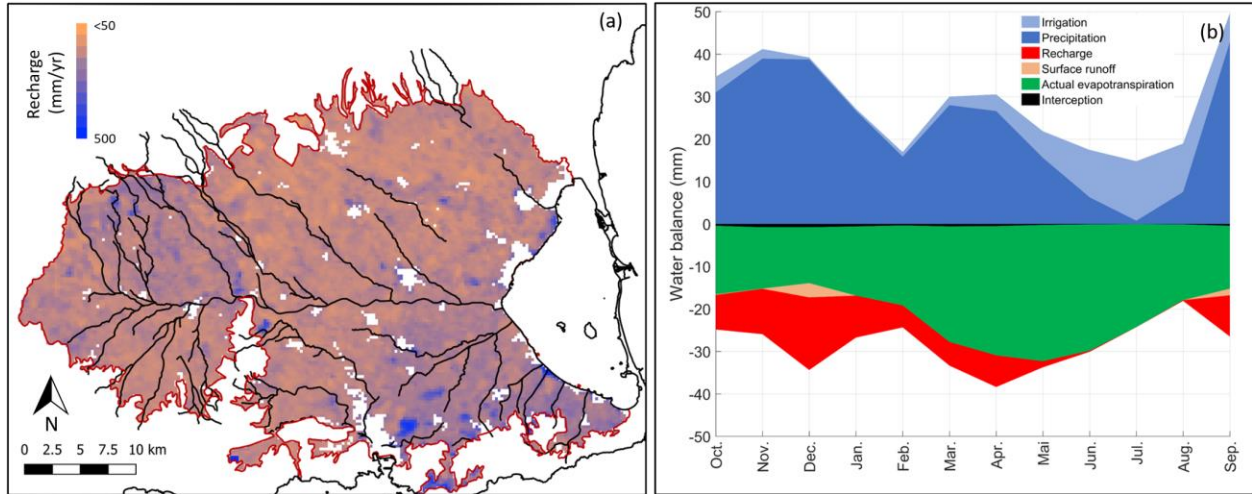 (a)
<50
Recharge
(mm/yr)
500
N
0 2.5 5 7.5 10 km
(b)
Irrigation
Precipitation
Recharge
Surface runoff
Actual evapotranspiration
Interception
Water balance (mm)
50
40
30
20
10
0
-10
-20
-30
-40
-50
Oct.
Nov.
Dec.
Jan.
Feb.
Mar.
Apr.
Mai
Jun.
Jul.
Aug.
Sep.